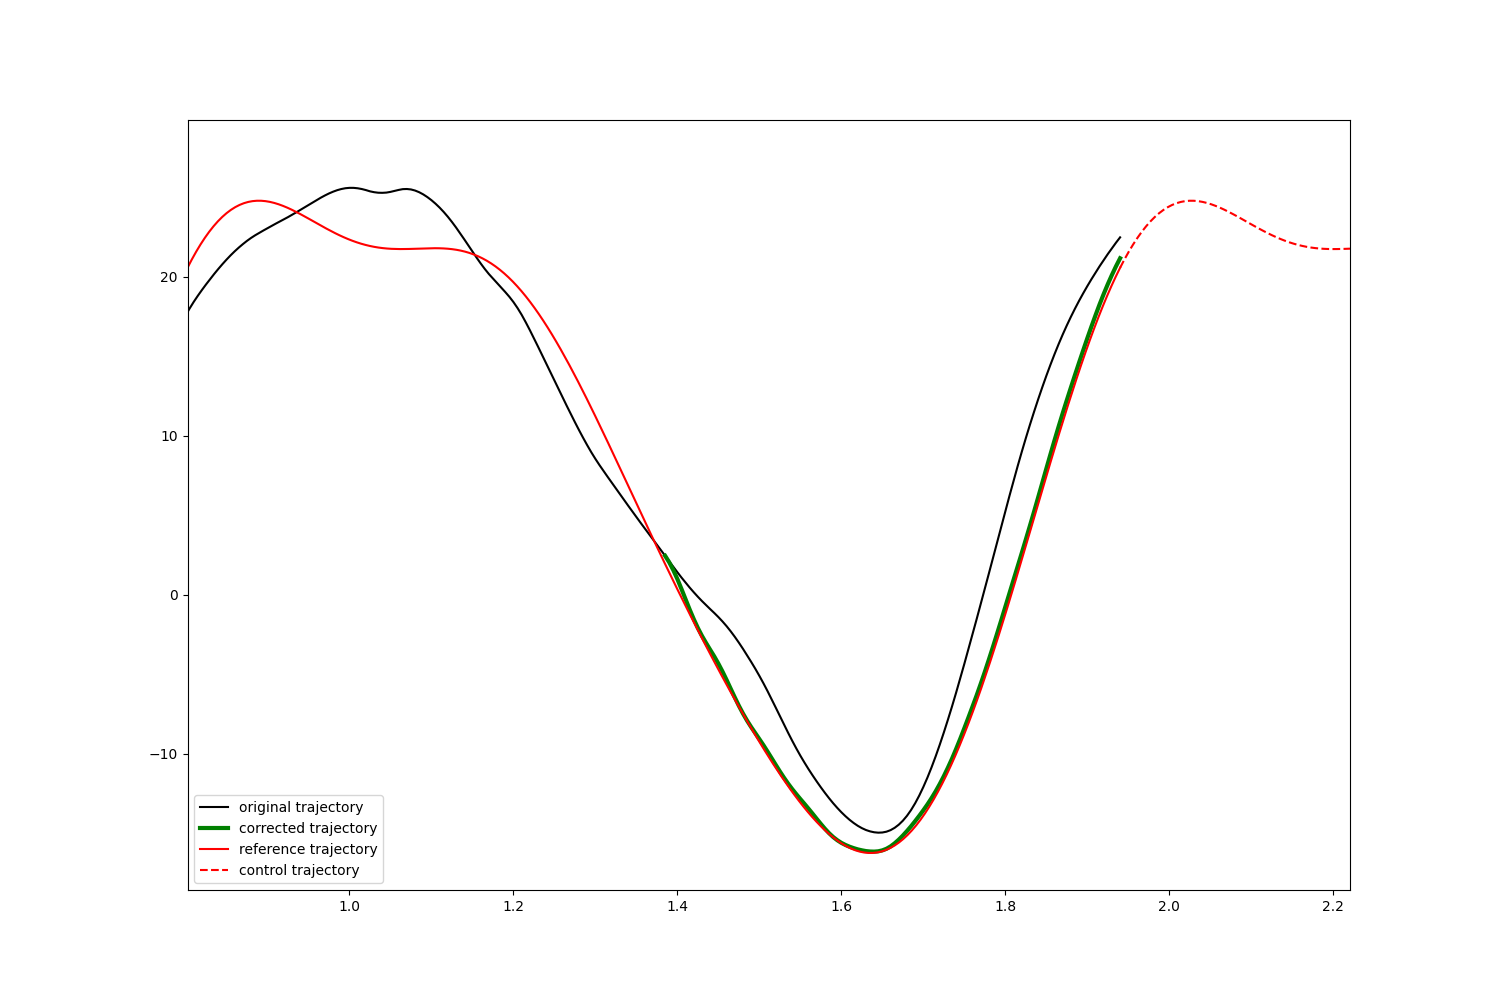 20
10
0
−10
original trajectory
corrected trajectory
reference trajectory
control trajectory
1.0 1.2 1.4 1.6 1.8 2.0 2.2